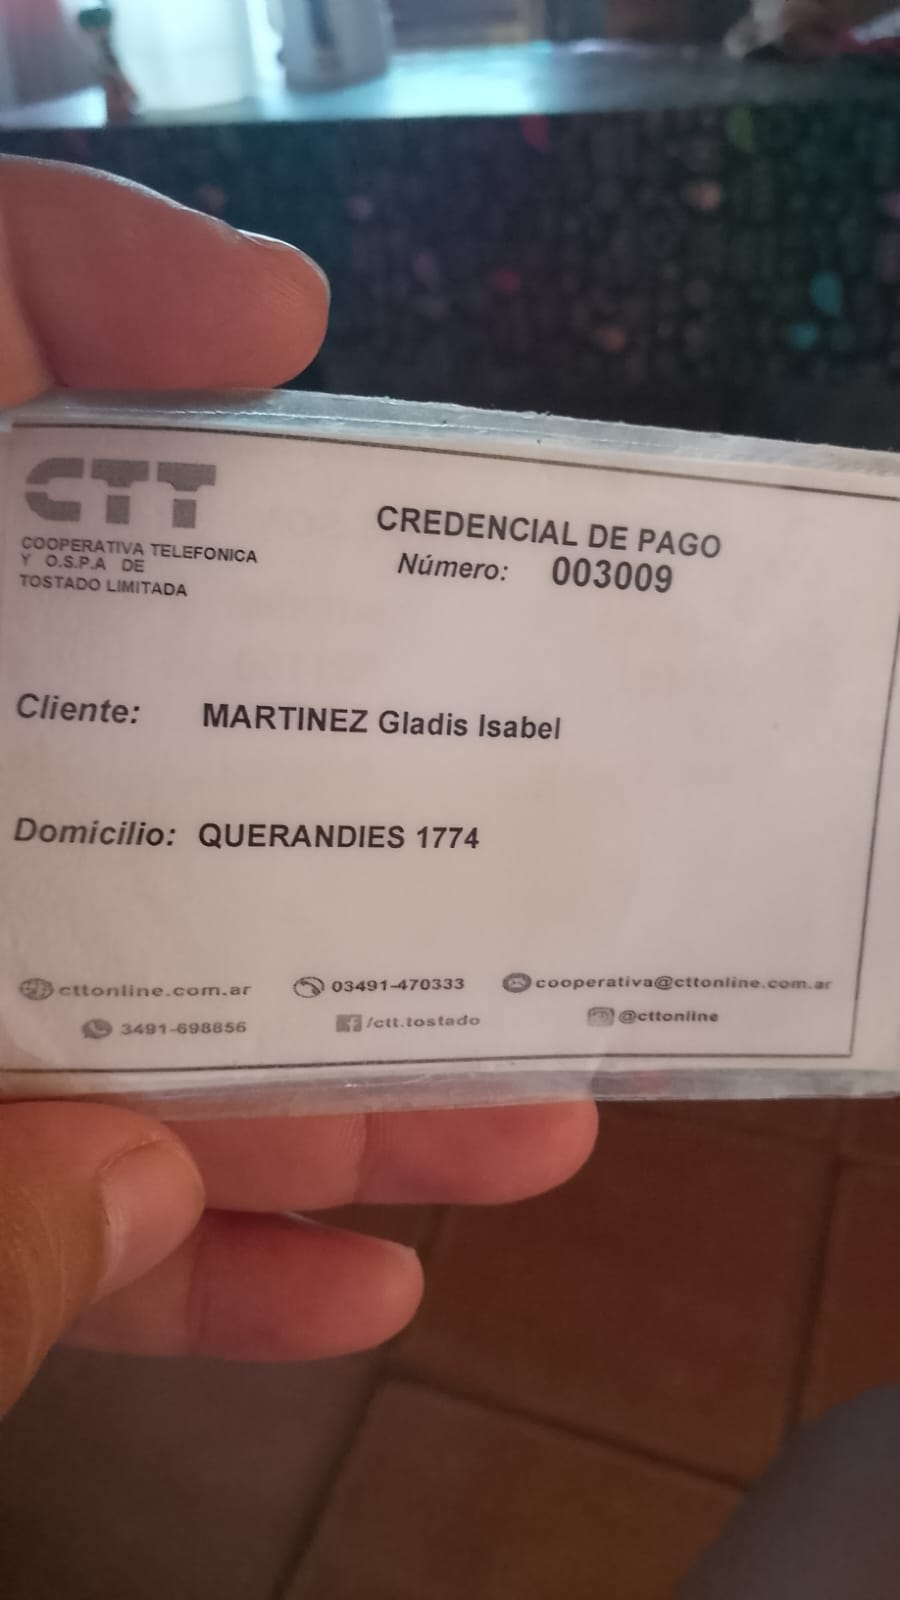 CTT
COOPERATIVA TELEFONICA
Y O.S.P.A DE
TOSTADO LIMITADA
CREDENCIAL DE PAGO
Número: 003009
Cliente: MARTINEZ Gladis Isabel
Domicilio: QUERANDIES 1774
cttonline.com.ar 03491-470333 cooperativa@cttonline.com.ar
3491-698856 /ctt.tostado @cttonline